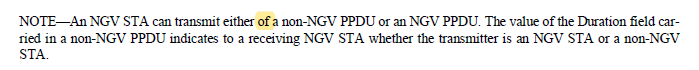 NOTE—An NGV STA can transmit either of a non-NGV PPDU or an NGV PPDU. The value of the Duration field car-
ried in a non-NGV PPDU indicates to a receiving NGV STA whether the transmitter is an NGV STA or a non-NGV
STA.